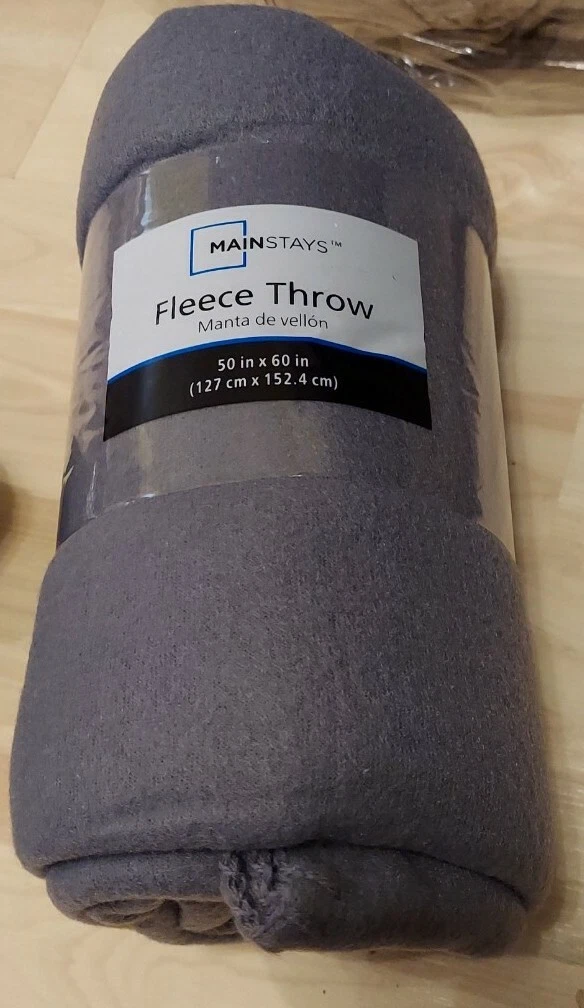 MAINSTAYS™
Fleece Throw
Manta de vellón
50 in x 60 in
(127 cm x 152.4 cm)